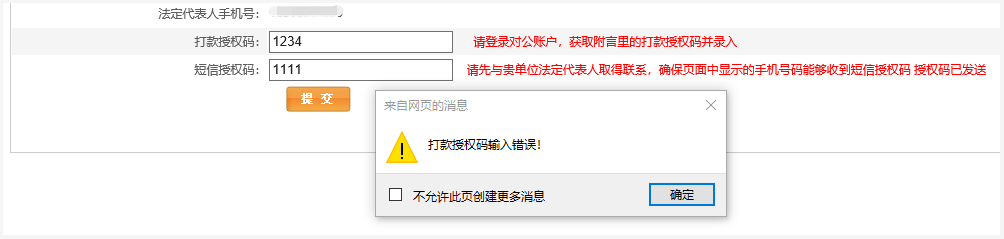 法定代表人手机号：
打款授权码： 1234 请登录对公账户，获取附言里的打款授权码并录入
短信授权码： 1111 请先与贵单位法定代表人取得联系，确保页面中显示的手机号码能够收到短信授权码 授权码已发送
提 交
来自网页的消息
打款授权码输入错误!
不允许此页创建更多消息
确定